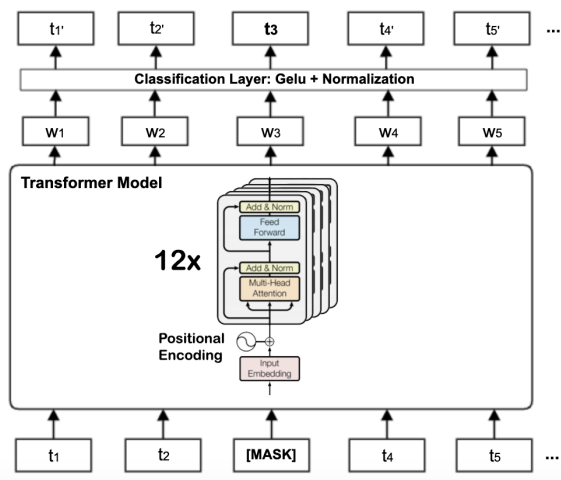 t1' t2' t3 t4' t5' ...
Classification Layer: Gelu + Normalization
W1 W2 W3 W4 W5
Transformer Model
Add & Norm
Feed
Forward
12x
Add & Norm
Multi-Head
Attention
Positional
Encoding
Input
Embedding
t1 t2 [MASK] t4 t5 ...